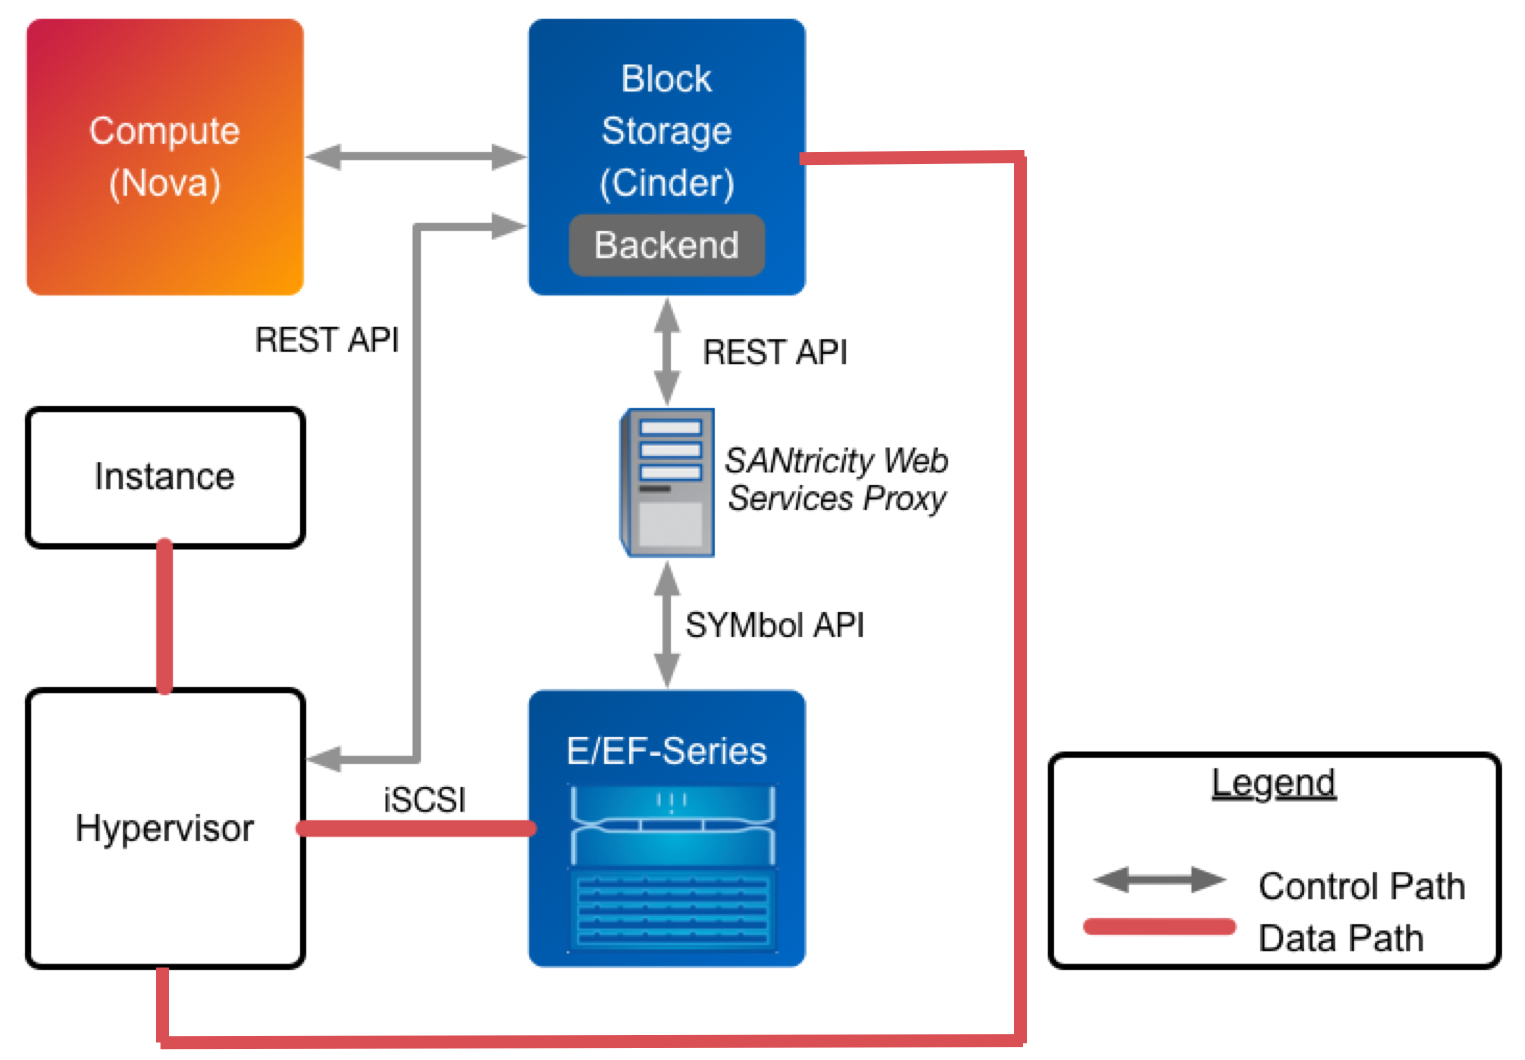 Compute
(Nova)
Block
Storage
(Cinder)
Backend
REST API
REST API
Instance
SANtricity Web
Services Proxy
SYMbol API
Hypervisor
iSCSI
E/EF-Series
Legend
Control Path
Data Path